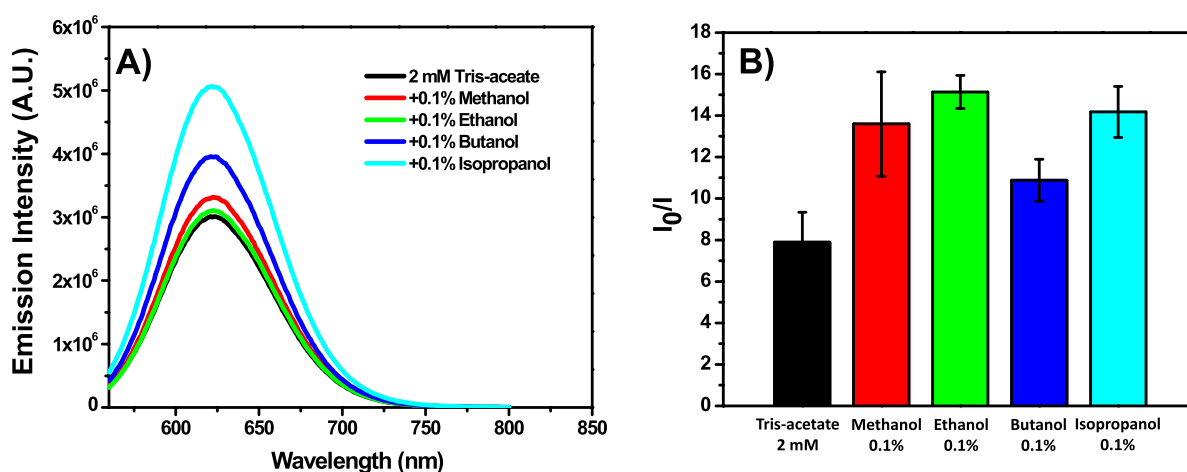 A)
Emission Intensity (A.U.)
6x10⁶
5x10⁶
4x10⁶
3x10⁶
2x10⁶
1x10⁶
0
600 650 700 750 800 850
Wavelength (nm)
2 mM Tris-aceate
+0.1% Methanol
+0.1% Ethanol
+0.1% Butanol
+0.1% Isopropanol
B)
I₀/I
18
16
14
12
10
8
6
4
2
0
Tris-acetate Methanol Ethanol Butanol Isopropanol
2 mM 0.1% 0.1% 0.1% 0.1%